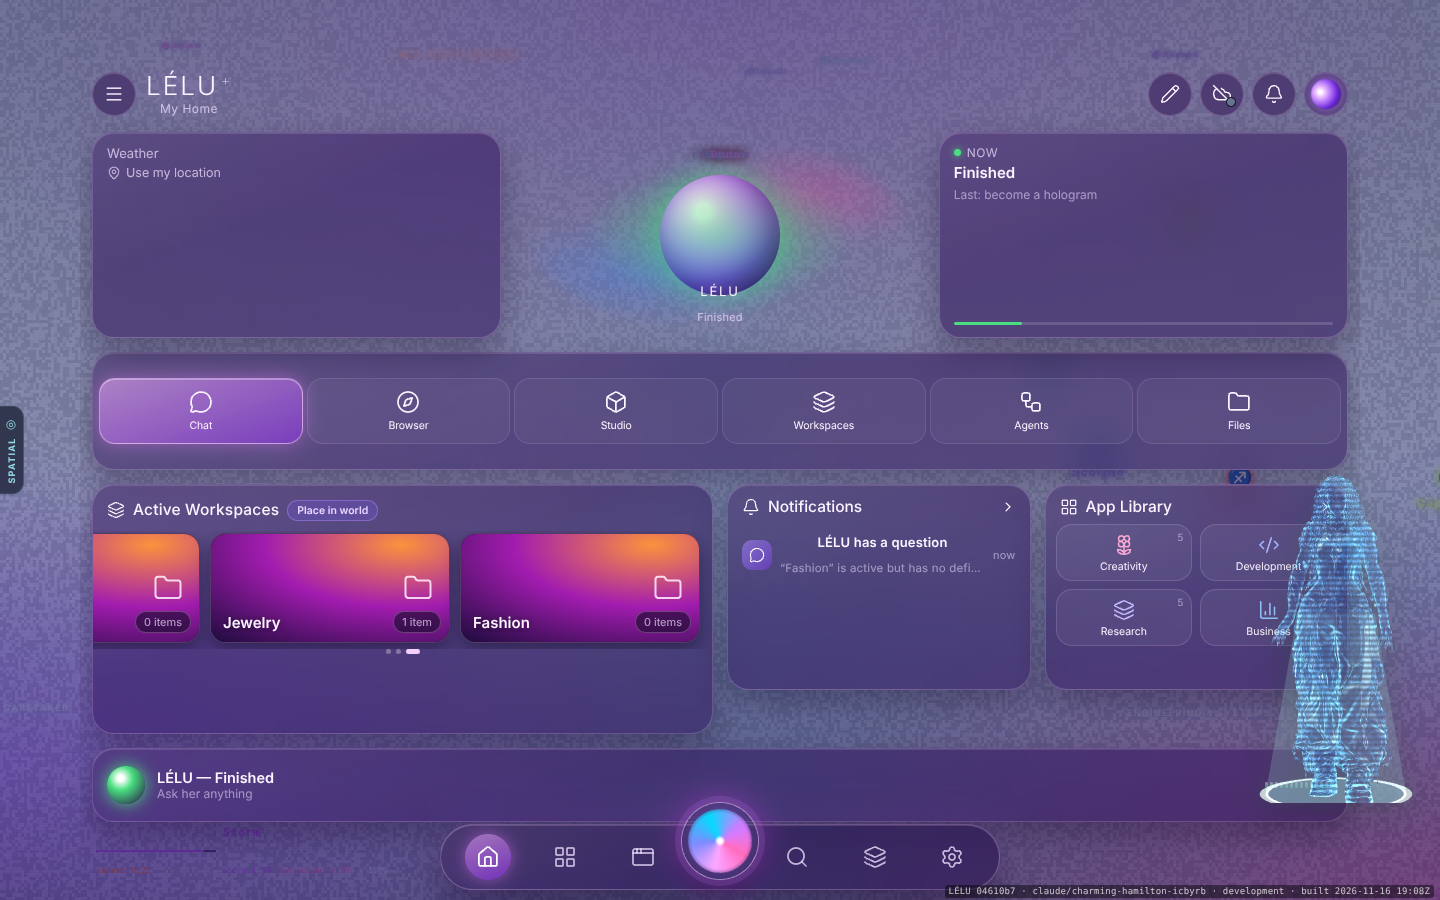 LÉLU +
My Home
Weather
Use my location
LÉLU
Finished
NOW
Finished
Last: become a hologram
Chat
Browser
Studio
Workspaces
Agents
Files
SPATIAL
Active Workspaces
Place in world
0 items
Jewelry
1 item
Fashion
0 items
Notifications
LÉLU has a question
“Fashion” is active but has no defi…
now
App Library
Creativity
5
Development
Research
5
Business
LÉLU — Finished
Ask her anything
LÉLU 04610b7 · claude/charming-hamilton-icbyrb · development · built 2026-11-16 19:08Z